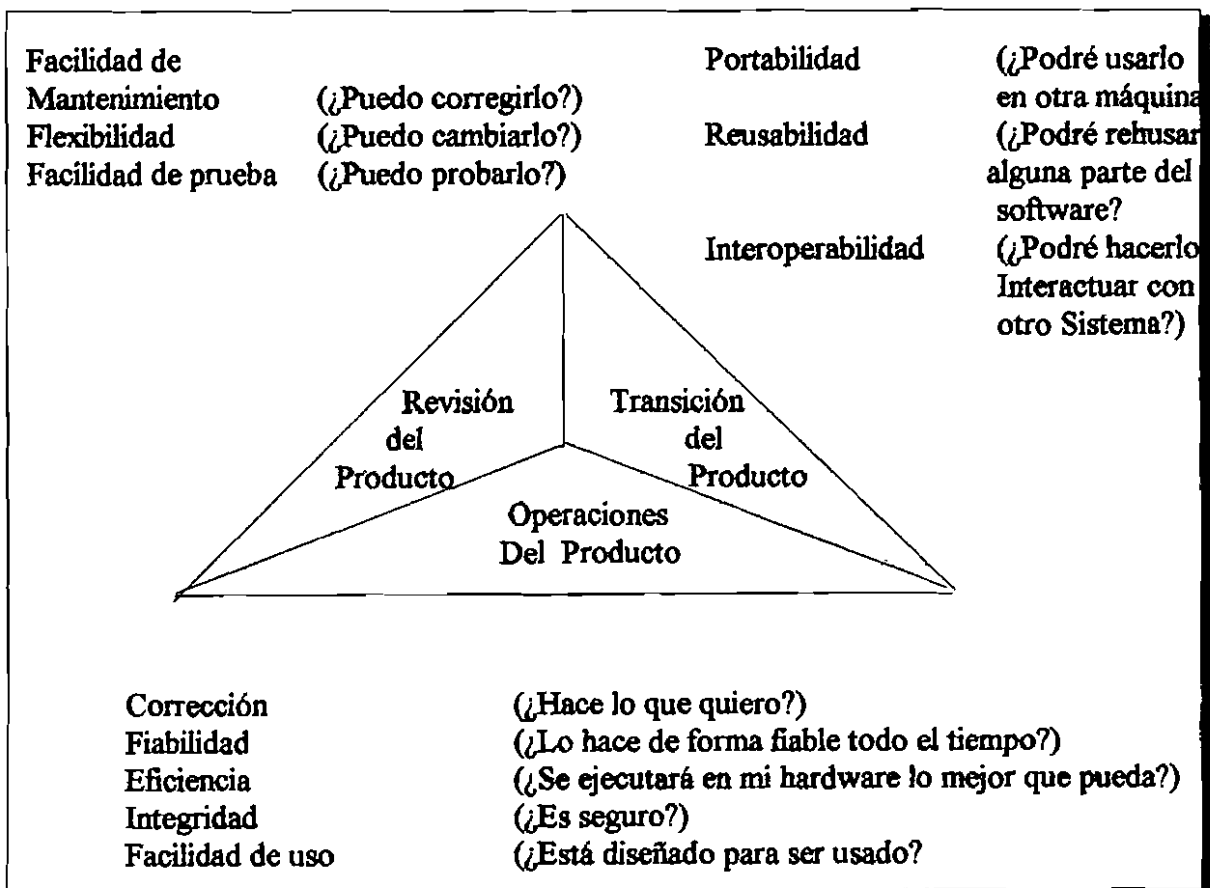 Facilidad de
Mantenimiento (¿Puedo corregirlo?)
Flexibilidad (¿Puedo cambiarlo?)
Facilidad de prueba (¿Puedo probarlo?)
Portabilidad (¿Podré usarlo
en otra máquina
Reusabilidad (¿Podré rehusar
alguna parte del
software?
Interoperabilidad (¿Podré hacerlo
Interactuar con
otro Sistema?)
Revisión
del
Producto
Transición
del
Producto
Operaciones
Del Producto
Corrección (¿Hace lo que quiero?)
Fiabilidad (¿Lo hace de forma fiable todo el tiempo?)
Eficiencia (¿Se ejecutará en mi hardware lo mejor que pueda?)
Integridad (¿Es seguro?)
Facilidad de uso (¿Está diseñado para ser usado?